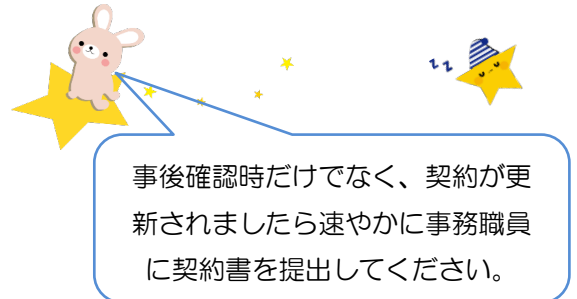 z z
事後確認時だけでなく、契約が更
新されましたら速やかに事務職員
に契約書を提出してください。